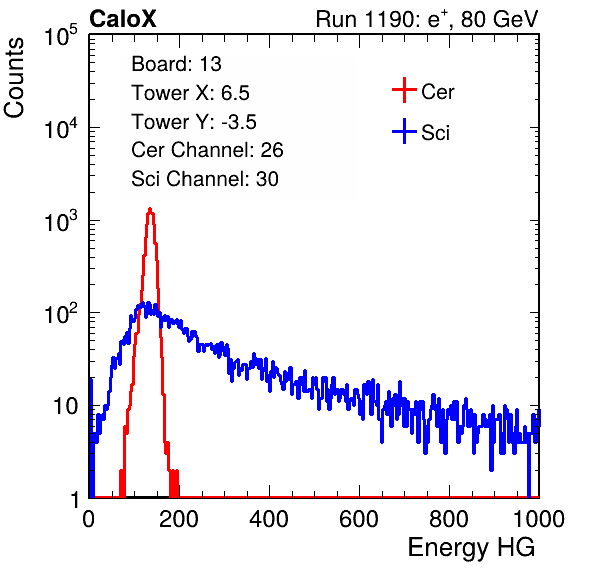 CaloX Run 1190: e⁺, 80 GeV
Counts
Board: 13
Tower X: 6.5
Tower Y: -3.5
Cer Channel: 26
Sci Channel: 30
Cer
Sci
10⁵
10⁴
10³
10²
10
1
0 200 400 600 800 1000
Energy HG